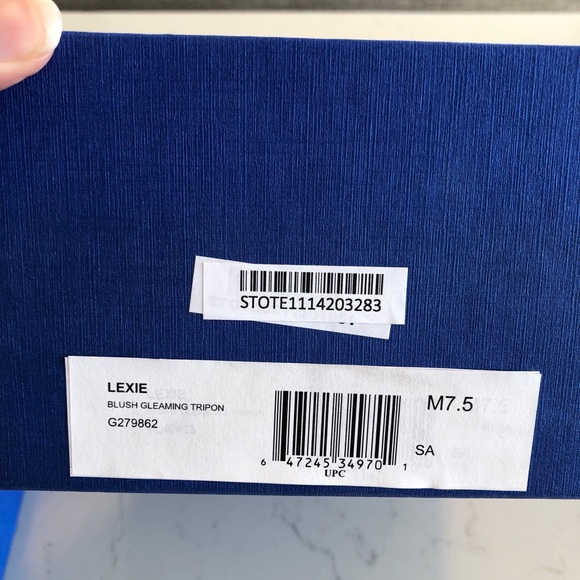 STOTE1114203283
LEXIE
BLUSH GLEAMING TRIPON
G279862
M7.5
SA
6 47245 34970 1
UPC